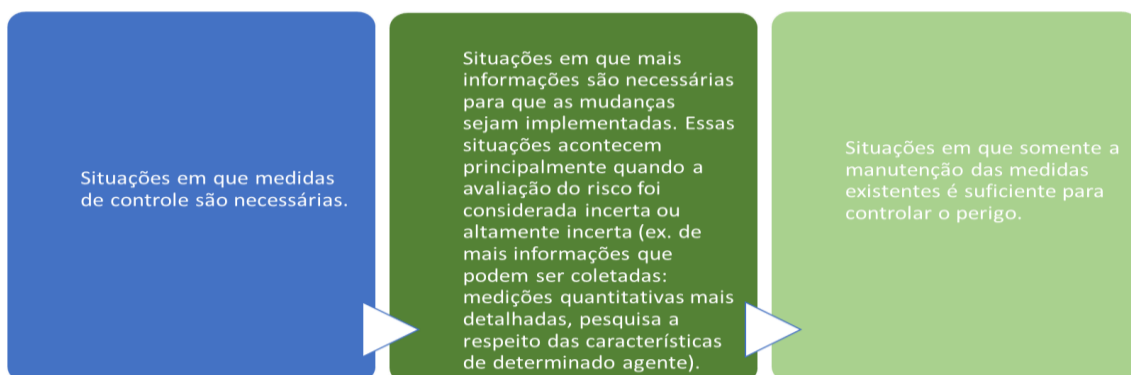 Situações em que medidas
de controle são necessárias.
Situações em que mais
informações são necessárias
para que as mudanças
sejam implementadas. Essas
situações acontecem
principalmente quando a
avaliação do risco foi
considerada incerta ou
altamente incerta (ex. de
mais informações que
podem ser coletadas:
medições quantitativas mais
detalhadas, pesquisa a
respeito das características
de determinado agente).
Situações em que somente a
manutenção das medidas
existentes é suficiente para
controlar o perigo.